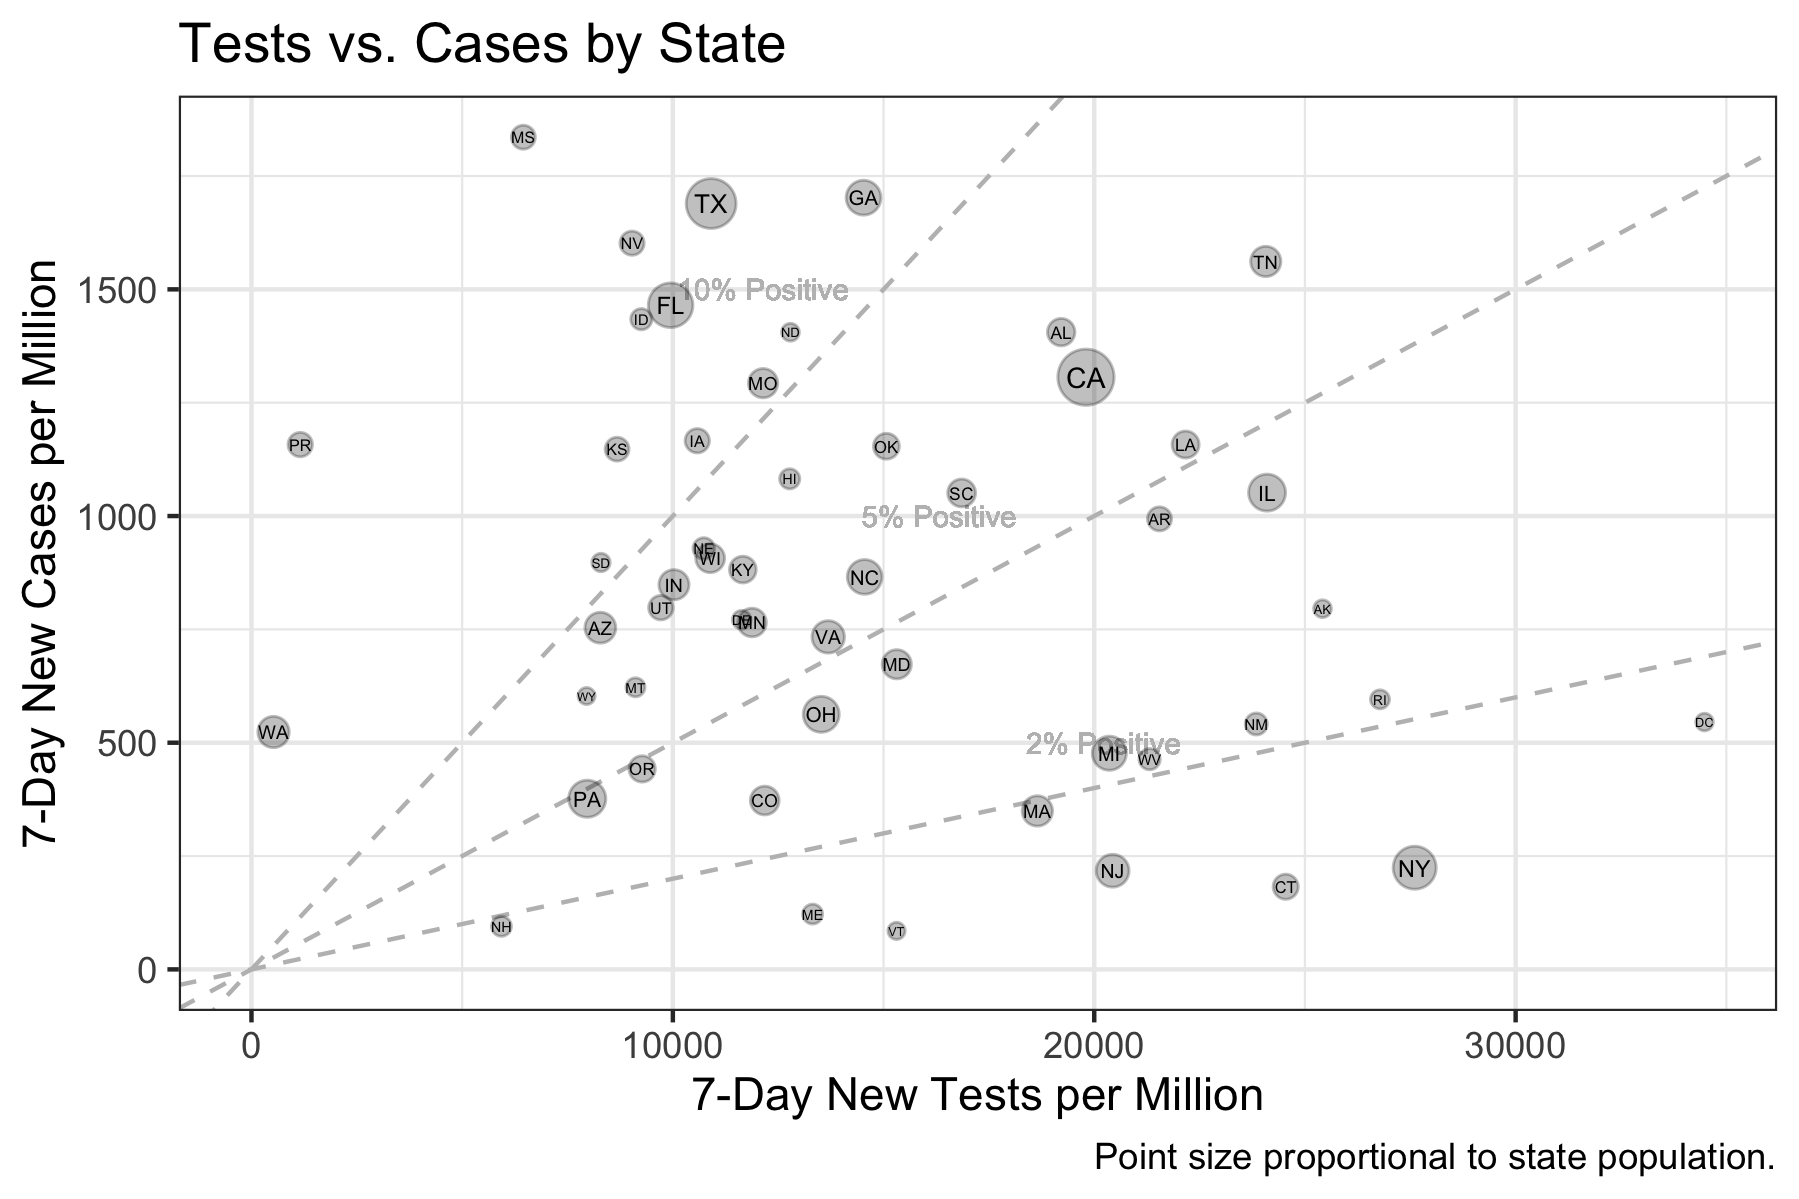 Tests vs. Cases by State
7-Day New Cases per Million
MS
TX
GA
NV
TN
1500
10% Positive
FL
ID
ND
AL
MO
CA
PR
KS
IA
OK
LA
HI
SC
IL
1000
5% Positive
AR
NE
WI
SD
KY
IN
NC
UT
AK
AZ
DE
MN
VA
MD
WY
MT
RI
OH
DC
WA
NM
500
2% Positive
MI
WV
OR
PA
CO
MA
NJ
NY
CT
NH
ME
VT
0
0 10000 20000 30000
7-Day New Tests per Million
Point size proportional to state population.